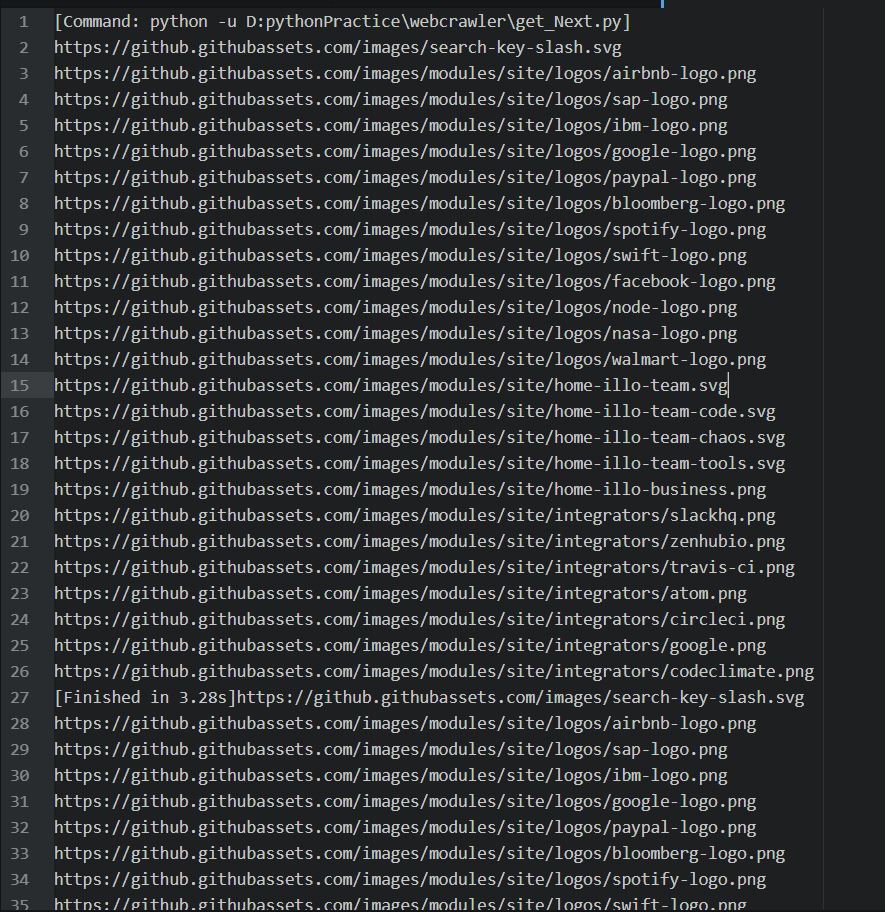 1 [Command: python -u D:pythonPractice\webcrawler\get_Next.py]
2 https://github.githubassets.com/images/search-key-slash.svg
3 https://github.githubassets.com/images/modules/site/logos/airbnb-logo.png
4 https://github.githubassets.com/images/modules/site/logos/sap-logo.png
5 https://github.githubassets.com/images/modules/site/logos/ibm-logo.png
6 https://github.githubassets.com/images/modules/site/logos/google-logo.png
7 https://github.githubassets.com/images/modules/site/logos/paypal-logo.png
8 https://github.githubassets.com/images/modules/site/logos/bloomberg-logo.png
9 https://github.githubassets.com/images/modules/site/logos/spotify-logo.png
10 https://github.githubassets.com/images/modules/site/logos/swift-logo.png
11 https://github.githubassets.com/images/modules/site/logos/facebook-logo.png
12 https://github.githubassets.com/images/modules/site/logos/node-logo.png
13 https://github.githubassets.com/images/modules/site/logos/nasa-logo.png
14 https://github.githubassets.com/images/modules/site/logos/walmart-logo.png
15 https://github.githubassets.com/images/modules/site/home-illo-team.svg
16 https://github.githubassets.com/images/modules/site/home-illo-team-code.svg
17 https://github.githubassets.com/images/modules/site/home-illo-team-chaos.svg
18 https://github.githubassets.com/images/modules/site/home-illo-team-tools.svg
19 https://github.githubassets.com/images/modules/site/home-illo-business.png
20 https://github.githubassets.com/images/modules/site/integrators/slackhq.png
21 https://github.githubassets.com/images/modules/site/integrators/zenhubio.png
22 https://github.githubassets.com/images/modules/site/integrators/travis-ci.png
23 https://github.githubassets.com/images/modules/site/integrators/atom.png
24 https://github.githubassets.com/images/modules/site/integrators/circleci.png
25 https://github.githubassets.com/images/modules/site/integrators/google.png
26 https://github.githubassets.com/images/modules/site/integrators/codeclimate.png
27 [Finished in 3.28s]https://github.githubassets.com/images/search-key-slash.svg
28 https://github.githubassets.com/images/modules/site/logos/airbnb-logo.png
29 https://github.githubassets.com/images/modules/site/logos/sap-logo.png
30 https://github.githubassets.com/images/modules/site/logos/ibm-logo.png
31 https://github.githubassets.com/images/modules/site/logos/google-logo.png
32 https://github.githubassets.com/images/modules/site/logos/paypal-logo.png
33 https://github.githubassets.com/images/modules/site/logos/bloomberg-logo.png
34 https://github.githubassets.com/images/modules/site/logos/spotify-logo.png
35 https://github.githubassets.com/images/modules/site/logos/swift-logo.png